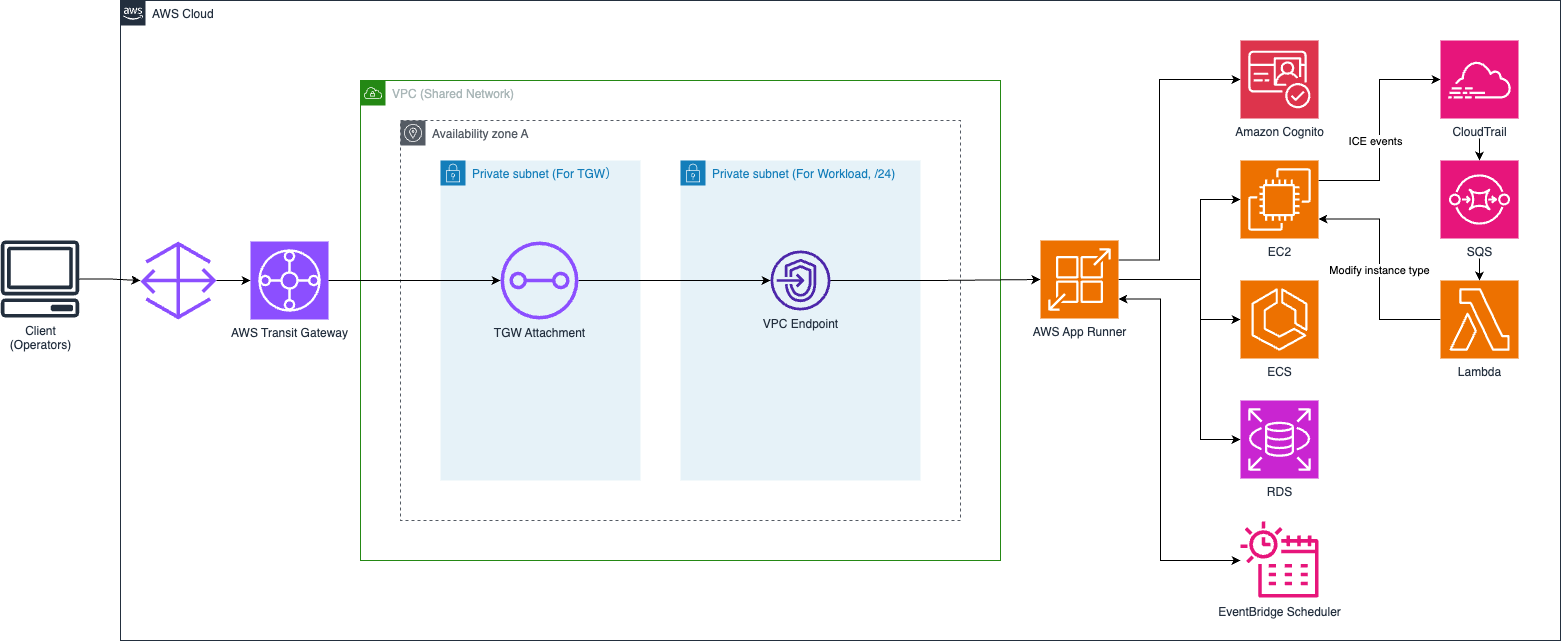 aws
AWS Cloud
VPC (Shared Network)
Availability zone A
Private subnet (For TGW）
Private subnet (For Workload, /24)
Client
(Operators)
AWS Transit Gateway
TGW Attachment
VPC Endpoint
AWS App Runner
Amazon Cognito
ICE events
CloudTrail
EC2
SQS
Modify instance type
ECS
Lambda
RDS
EventBridge Scheduler